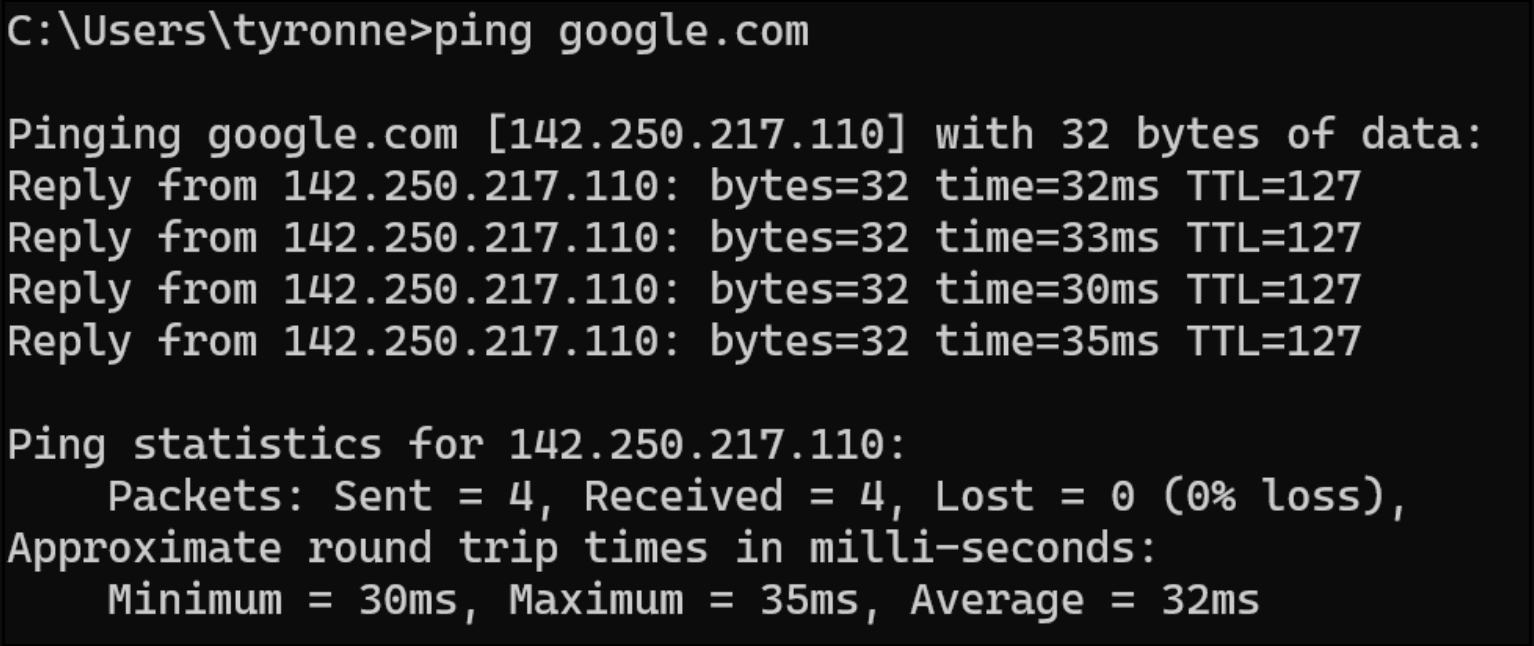 C:\Users\tyronne>ping google.com
Pinging google.com [142.250.217.110] with 32 bytes of data:
Reply from 142.250.217.110: bytes=32 time=32ms TTL=127
Reply from 142.250.217.110: bytes=32 time=33ms TTL=127
Reply from 142.250.217.110: bytes=32 time=30ms TTL=127
Reply from 142.250.217.110: bytes=32 time=35ms TTL=127
Ping statistics for 142.250.217.110:
    Packets: Sent = 4, Received = 4, Lost = 0 (0% loss),
Approximate round trip times in milli-seconds:
    Minimum = 30ms, Maximum = 35ms, Average = 32ms